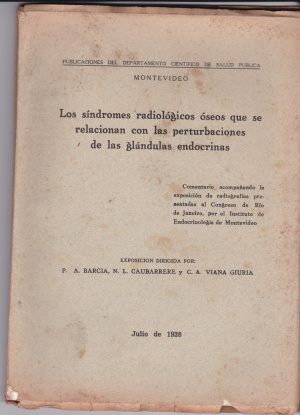 PUBLICACIONES DEL DEPARTAMENTO CIENTIFICO DE SALUD PUBLICA
MONTEVIDEO
Los síndromes radiológicos óseos que se
relacionan con las perturbaciones
de las glándulas endocrinas
Comentario acompañando la
exposición de radiografías pre-
sentadas al Congreso de Río
de Janeiro, por el Instituto de
Endocrinología de Montevideo
EXPOSICION DIRIGIDA POR:
P. A. BARCIA, N. L. CAUBARRERE y C. A. VIANA GIURIA
Julio de 1938